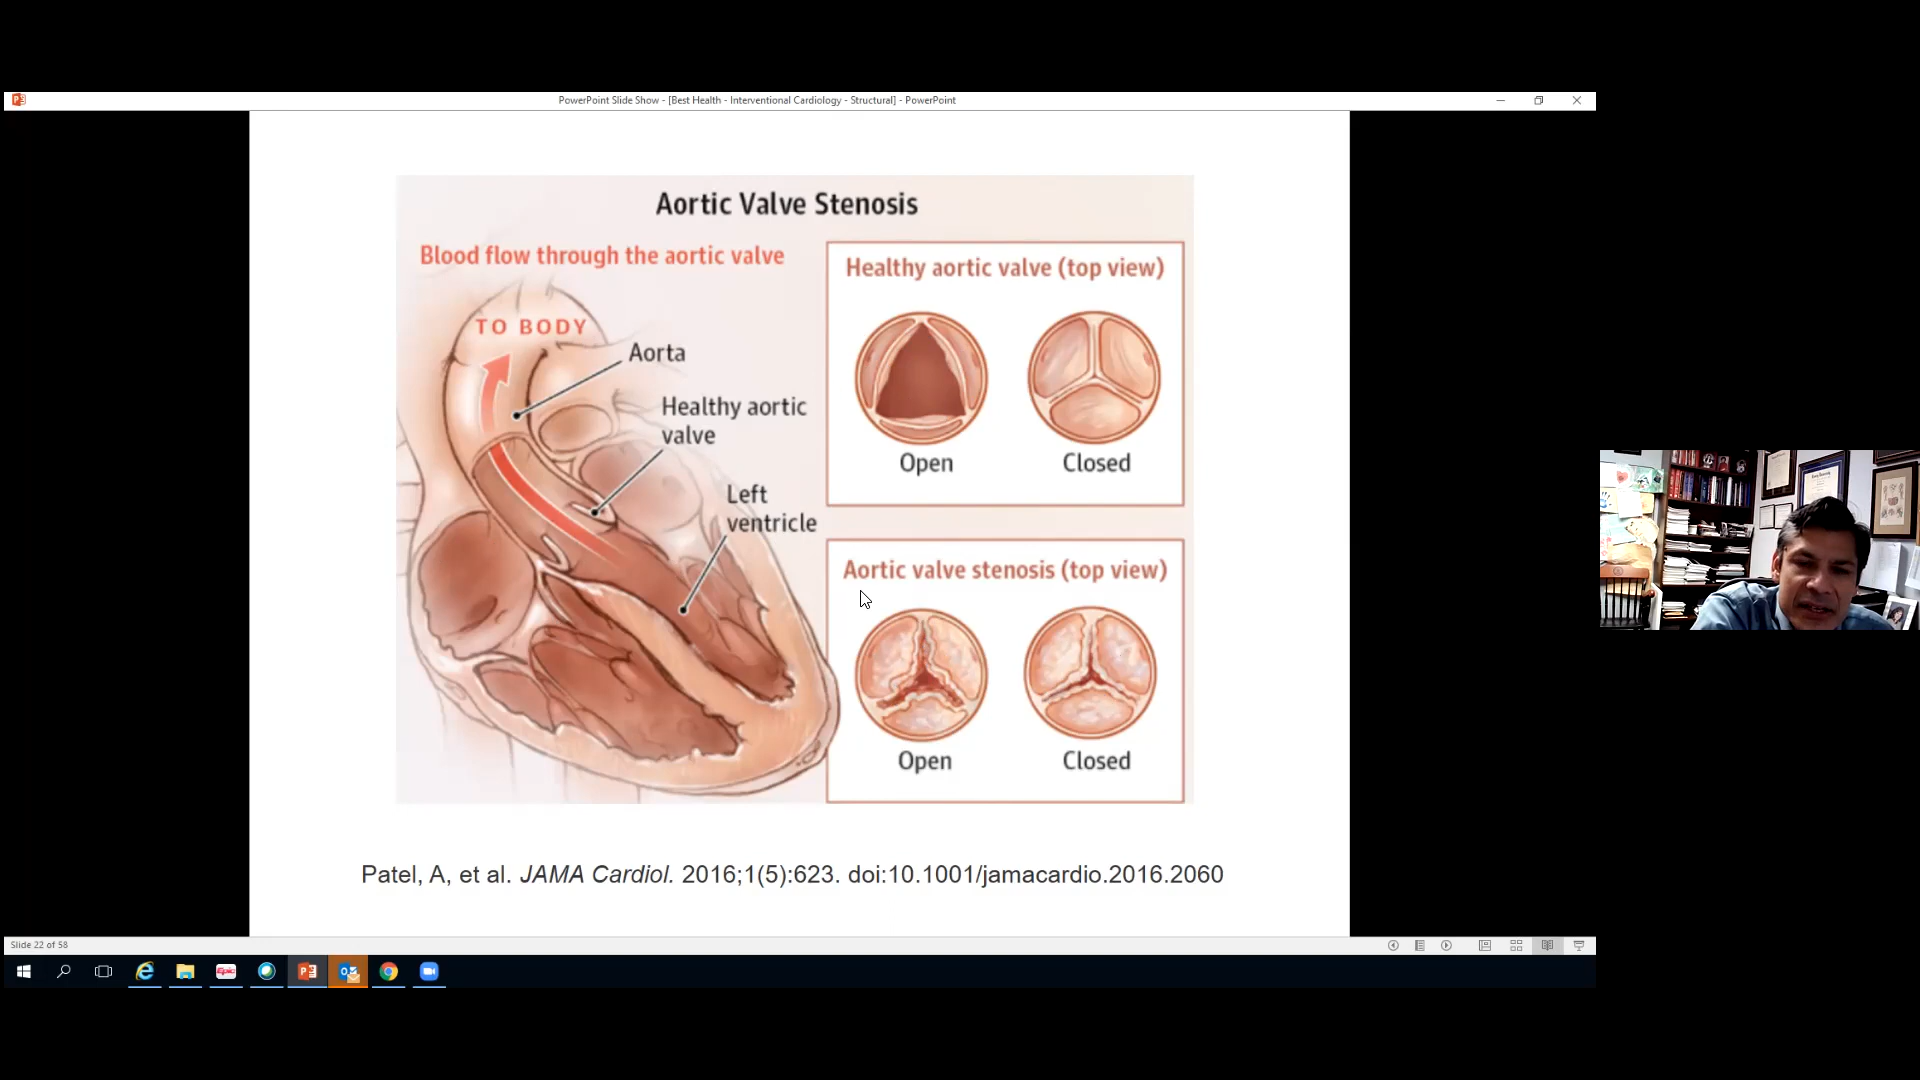 PowerPoint Slide Show - [Best Health - Interventional Cardiology - Structural] - PowerPoint
Aortic Valve Stenosis
Blood flow through the aortic valve
TO BODY
Aorta
Healthy aortic
valve
Left
ventricle
Healthy aortic valve (top view)
Open
Closed
Aortic valve stenosis (top view)
Open
Closed
Patel, A, et al. JAMA Cardiol. 2016;1(5):623. doi:10.1001/jamacardio.2016.2060
Slide 22 of 58
Epic